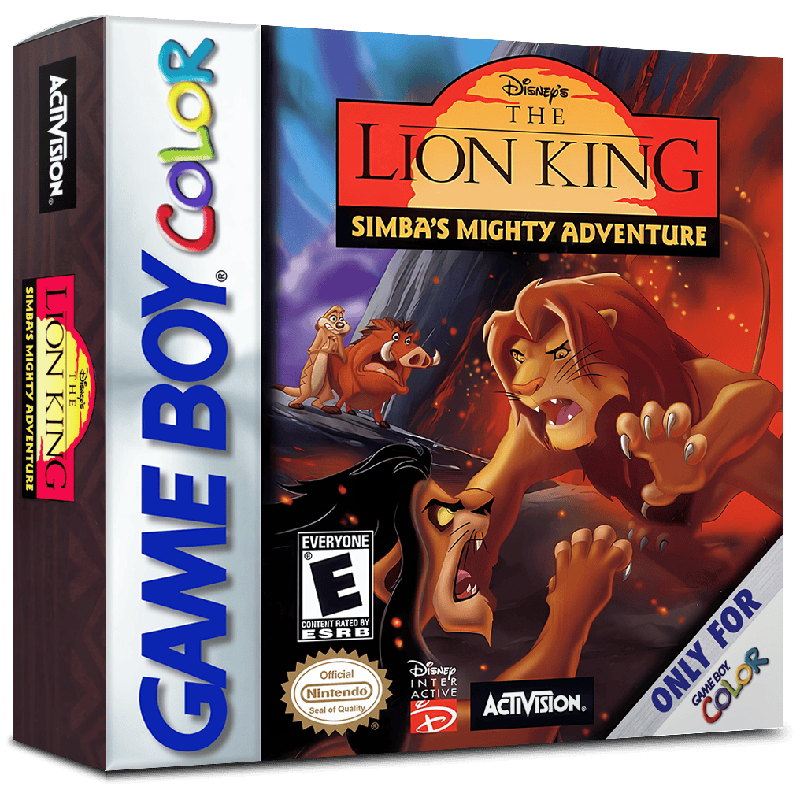 ACTIVISION®
Disney's
THE
LION KING
SIMBA'S MIGHTY ADVENTURE
GAME BOY® COLOR
Disney's
THE
LION KING
SIMBA'S MIGHTY ADVENTURE
EVERYONE
E
®
CONTENT RATED BY
ESRB
Official
Nintendo
Seal of Quality
®
Disney
INTER
ACTIVE
D
ACTIVISION®
ONLY FOR
GAME BOY
COLOR